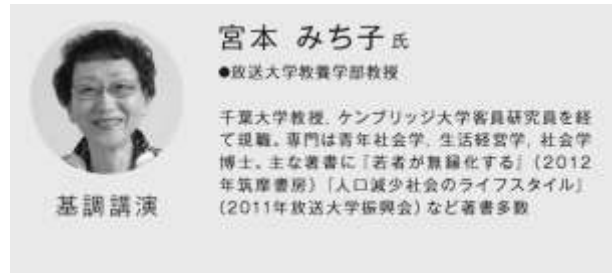 宮本 みち子 氏
●放送大学教養学部教授
千葉大学教授、ケンブリッジ大学客員研究員を経
て現職。専門は青年社会学、生活経営学、社会学
博士。主な著書に『若者が無縁化する』（2012
年筑摩書房）『人口減少社会のライフスタイル』
（2011年放送大学振興会）など著書多数
基調講演